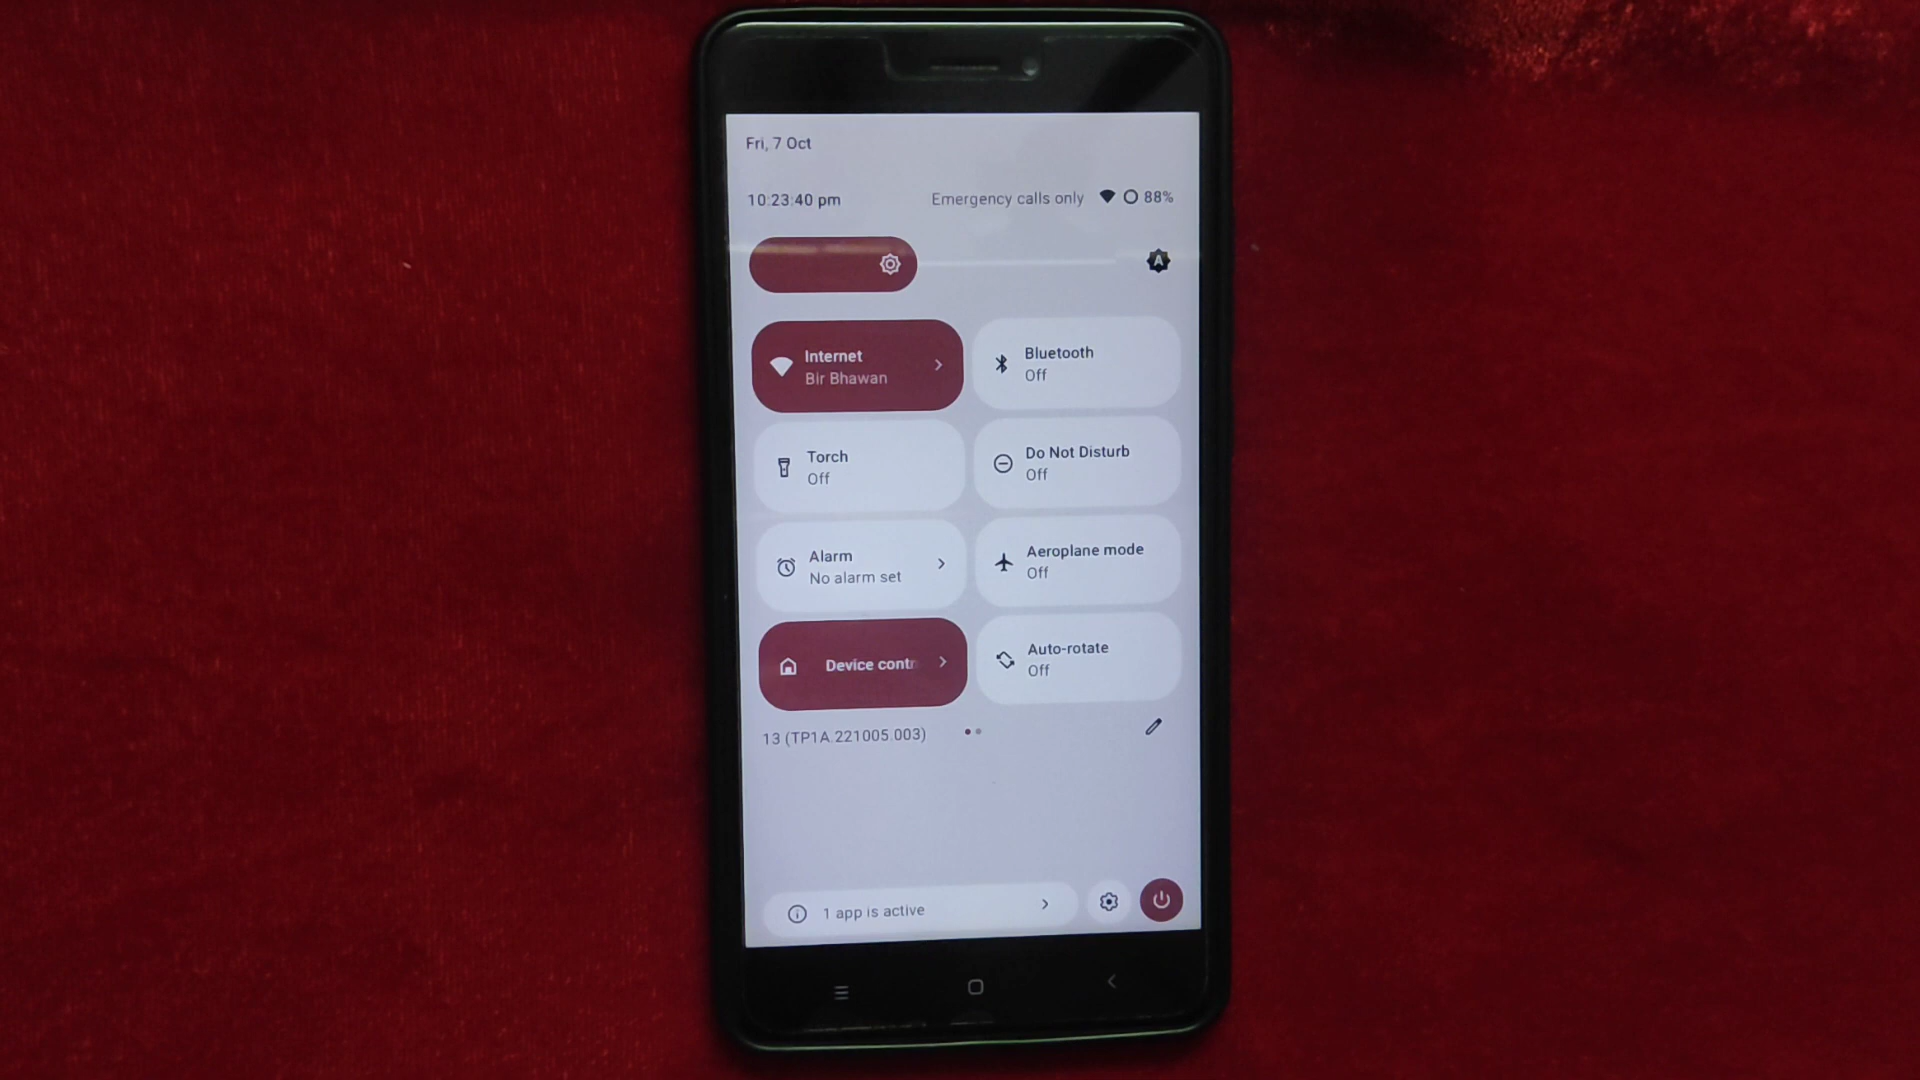 Fri, 7 Oct
10:23:40 pm Emergency calls only 88%
A
Internet
Bir Bhawan
Bluetooth
Off
Torch
Off
Do Not Disturb
Off
Alarm
No alarm set
Aeroplane mode
Off
Device contr
Auto-rotate
Off
13 (TP1A.221005.003)
1 app is active